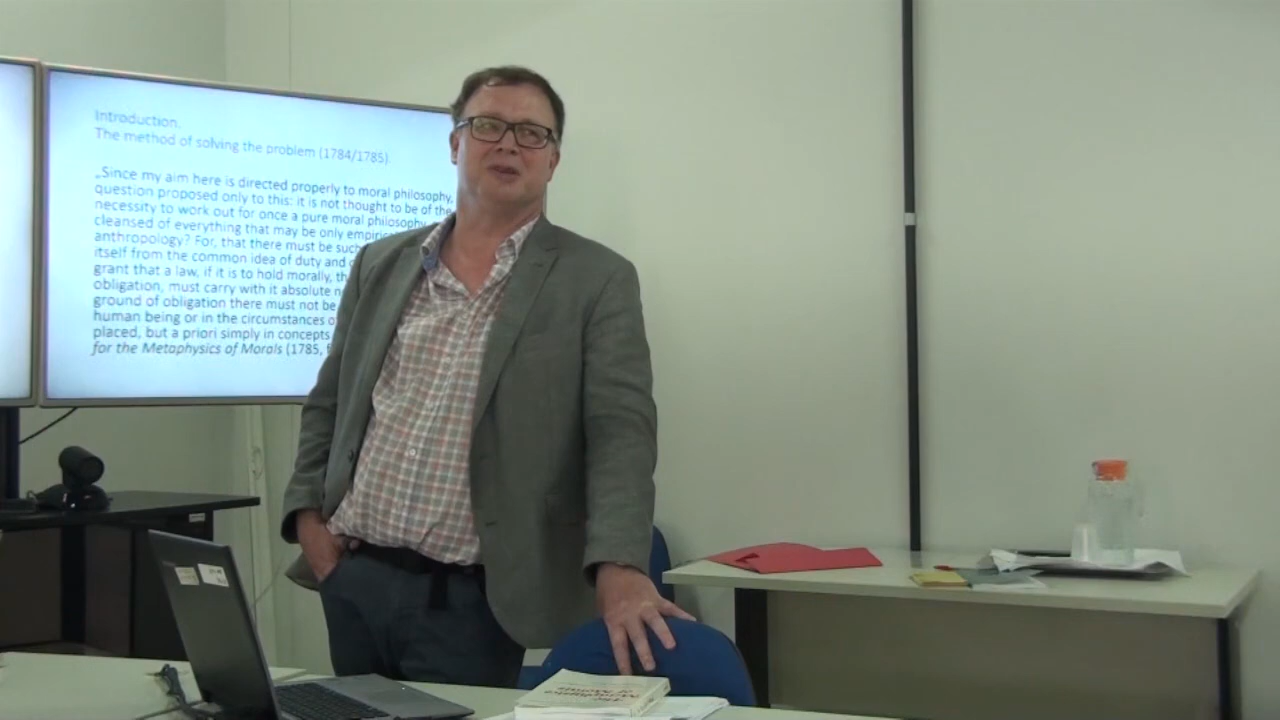 Introduction.
The method of solving the problem (1784/1785).
„Since my aim here is directed properly to moral philosophy,
question proposed only to this: it is not thought to be of the
necessity to work out for once a pure moral philosophy,
cleansed of everything that may be only empirical
anthropology? For, that there must be such
itself from the common idea of duty and
grant that a law, if it is to hold morally,
obligation, must carry with it absolute
ground of obligation there must not be
human being or in the circumstances
placed, but a priori simply in concepts
for the Metaphysics of Morals (1785,
The
Metaphysics
of Morals